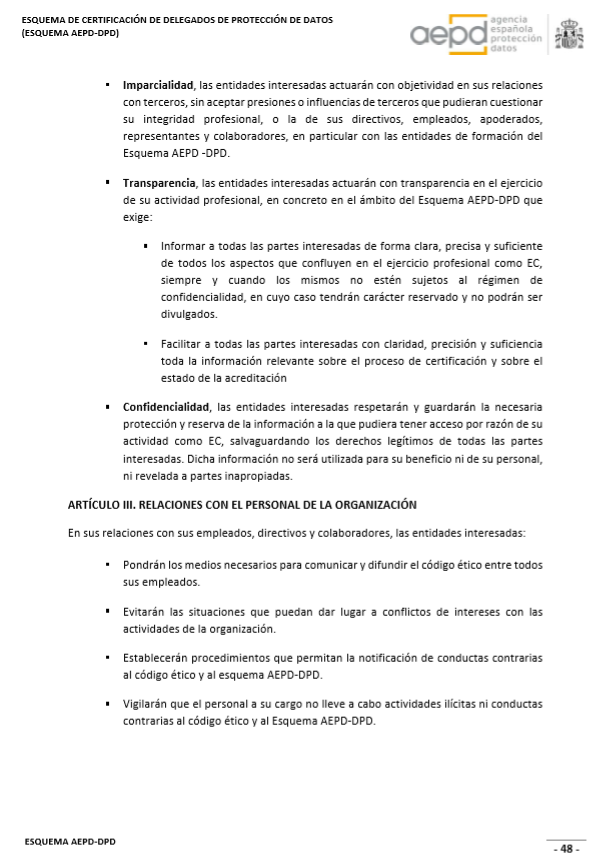 ESQUEMA DE CERTIFICACIÓN DE DELEGADOS DE PROTECCIÓN DE DATOS
(ESQUEMA AEPD-DPD)
aepd agencia
española
protección
datos
▪ Imparcialidad, las entidades interesadas actuarán con objetividad en sus relaciones
con terceros, sin aceptar presiones o influencias de terceros que pudieran cuestionar
su integridad profesional, o la de sus directivos, empleados, apoderados,
representantes y colaboradores, en particular con las entidades de formación del
Esquema AEPD -DPD.
▪ Transparencia, las entidades interesadas actuarán con transparencia en el ejercicio
de su actividad profesional, en concreto en el ámbito del Esquema AEPD-DPD que
exige:
▪ Informar a todas las partes interesadas de forma clara, precisa y suficiente
de todos los aspectos que confluyen en el ejercicio profesional como EC,
siempre y cuando los mismos no estén sujetos al régimen de
confidencialidad, en cuyo caso tendrán carácter reservado y no podrán ser
divulgados.
▪ Facilitar a todas las partes interesadas con claridad, precisión y suficiencia
toda la información relevante sobre el proceso de certificación y sobre el
estado de la acreditación
▪ Confidencialidad, las entidades interesadas respetarán y guardarán la necesaria
protección y reserva de la información a la que pudiera tener acceso por razón de su
actividad como EC, salvaguardando los derechos legítimos de todas las partes
interesadas. Dicha información no será utilizada para su beneficio ni de su personal,
ni revelada a partes inapropiadas.
ARTÍCULO III. RELACIONES CON EL PERSONAL DE LA ORGANIZACIÓN
En sus relaciones con sus empleados, directivos y colaboradores, las entidades interesadas:
▪ Pondrán los medios necesarios para comunicar y difundir el código ético entre todos
sus empleados.
▪ Evitarán las situaciones que puedan dar lugar a conflictos de intereses con las
actividades de la organización.
▪ Establecerán procedimientos que permitan la notificación de conductas contrarias
al código ético y al esquema AEPD-DPD.
▪ Vigilarán que el personal a su cargo no lleve a cabo actividades ilícitas ni conductas
contrarias al código ético y al Esquema AEPD-DPD.
ESQUEMA AEPD-DPD
- 48 -